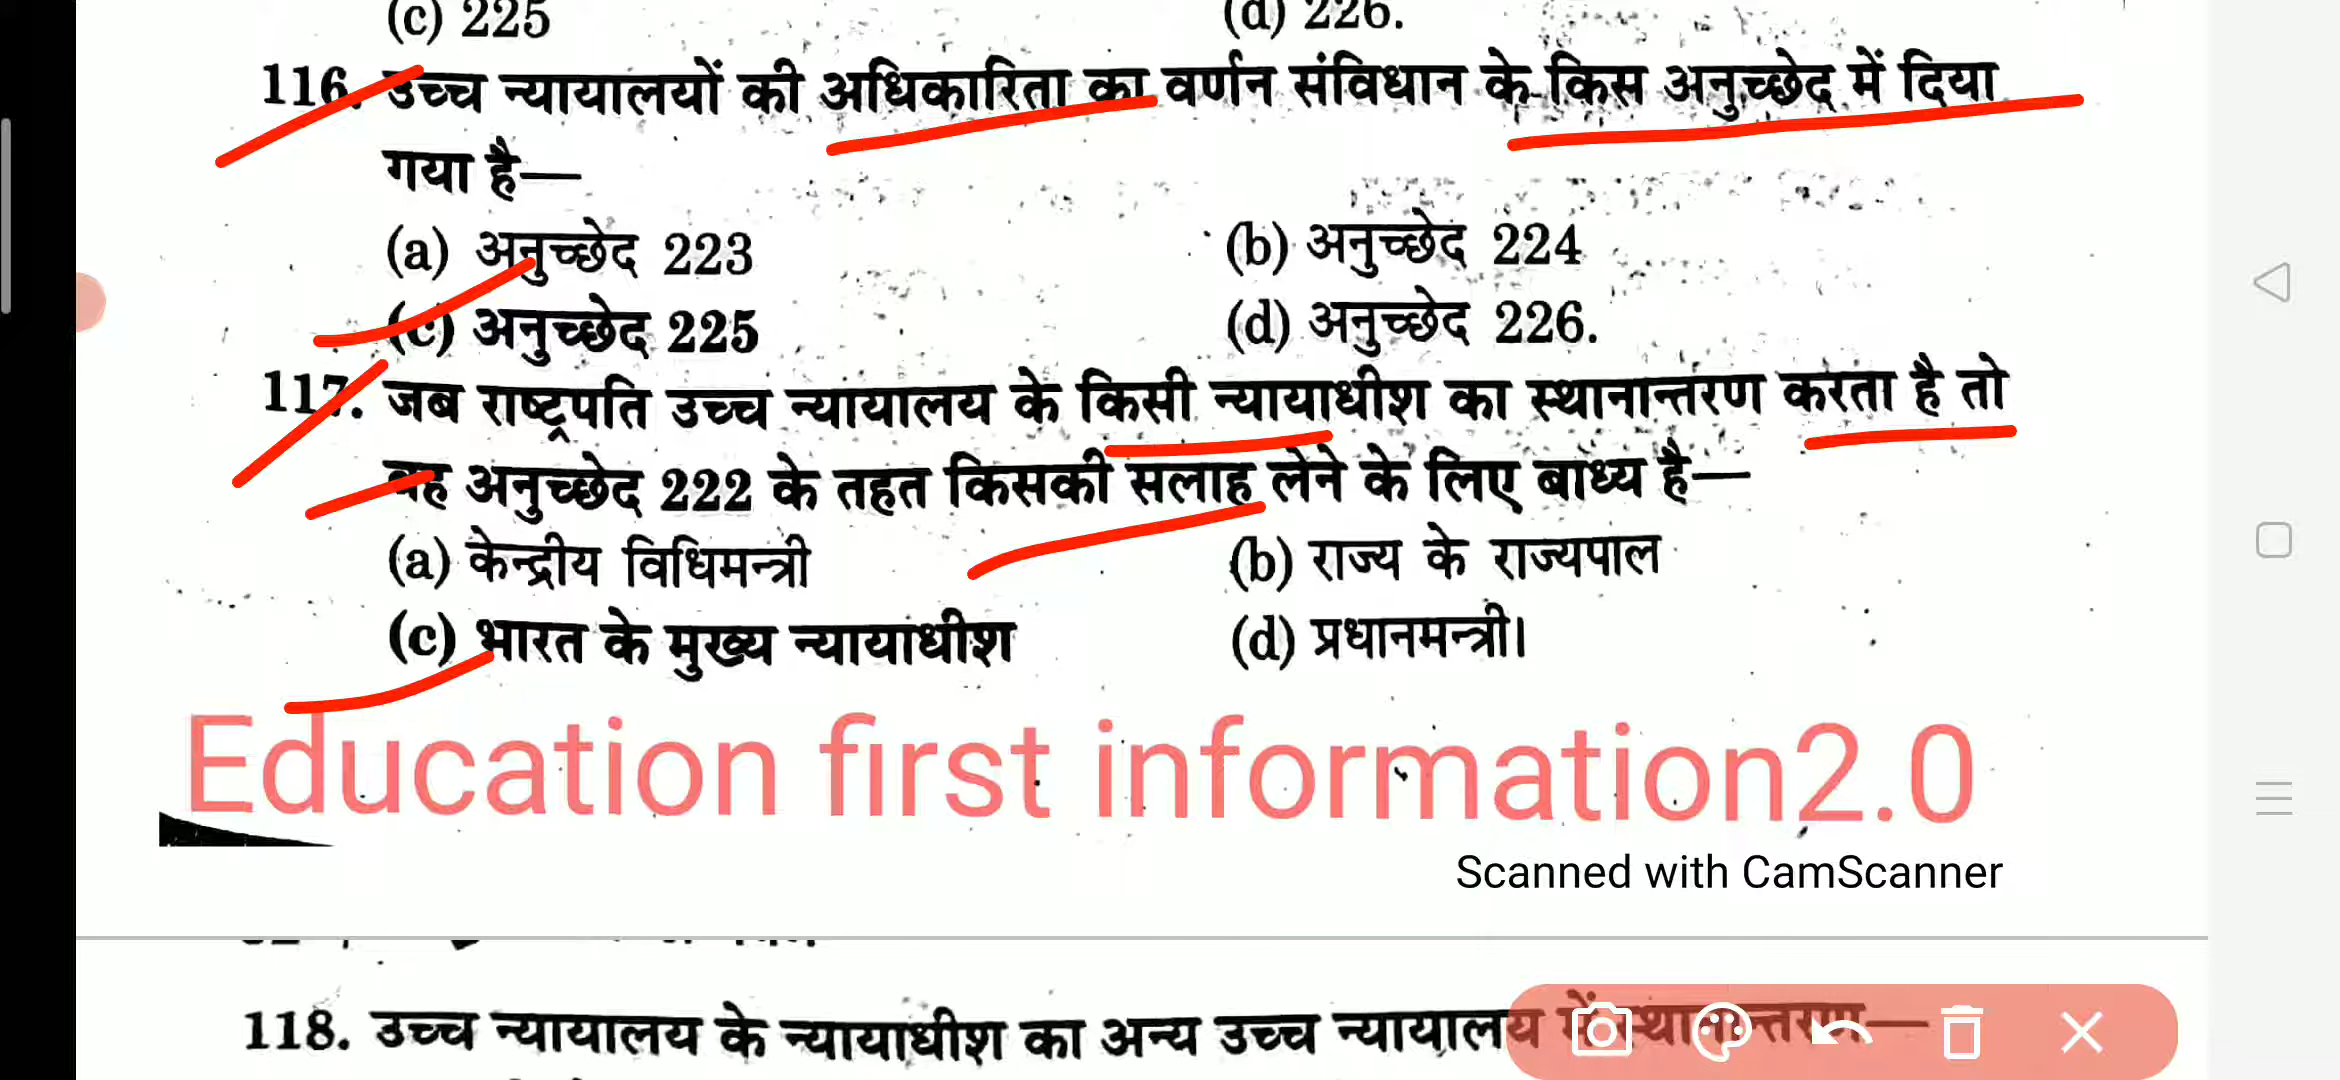 (c) 225 (d) 226.
116. उच्च न्यायालयों की अधिकारिता का वर्णन संविधान के किस अनुच्छेद में दिया
गया है—
(a) अनुच्छेद 223 (b) अनुच्छेद 224
(c) अनुच्छेद 225 (d) अनुच्छेद 226.
117. जब राष्ट्रपति उच्च न्यायालय के किसी न्यायाधीश का स्थानान्तरण करता है तो
वह अनुच्छेद 222 के तहत किसकी सलाह लेने के लिए बाध्य है—
(a) केन्द्रीय विधिमन्त्री (b) राज्य के राज्यपाल
(c) भारत के मुख्य न्यायाधीश (d) प्रधानमन्त्री।
Education first information2.0
Scanned with CamScanner
118. उच्च न्यायालय के न्यायाधीश का अन्य उच्च न्यायालय में स्थानान्तरण—